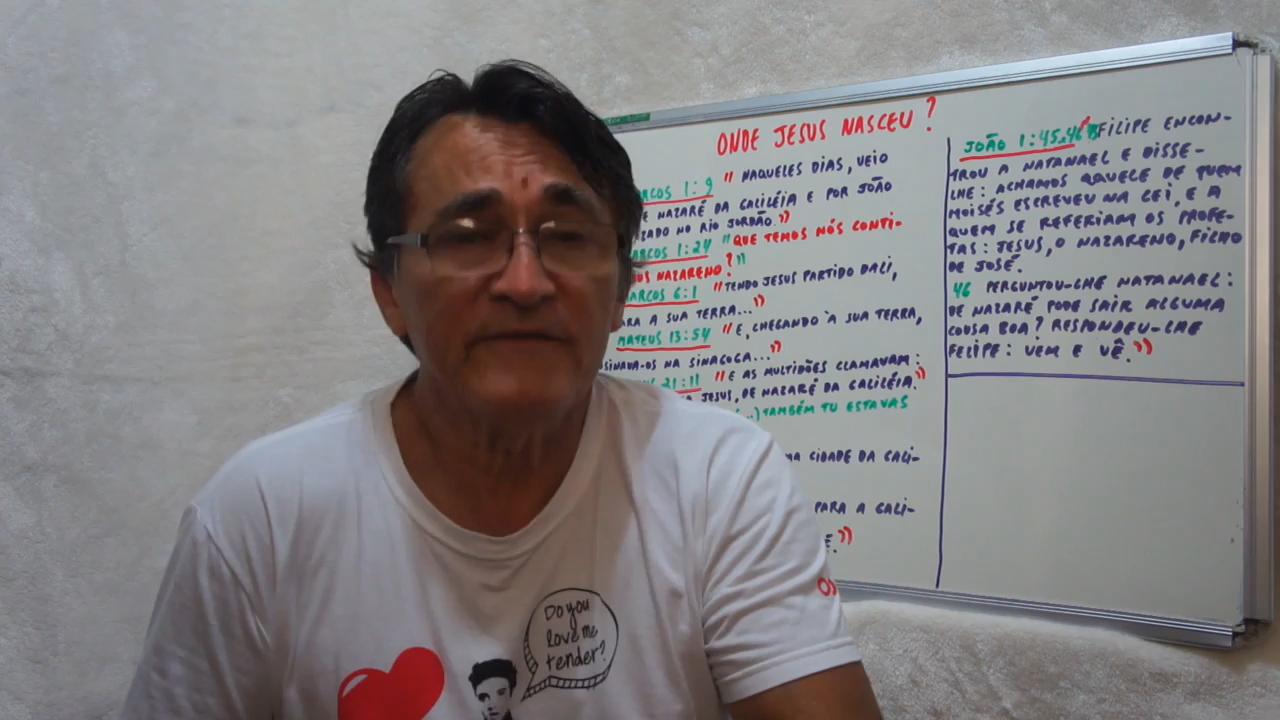 ONDE JESUS NASCEU?
ARCOS 1:9 "NAQUELES DIAS, VEIO
E NAZARÉ DA GALILÉIA E POR JOÃO
IZADO NO RIO JORDÃO."
ARCOS 1:24 "QUE TEMOS NÓS CONTI-
US NAZARENO?"
ARCOS 6:1 "TENDO JESUS PARTIDO DALI,
ARA A SUA TERRA..."
MATEUS 13:54 "E, CHEGANDO À SUA TERRA,
SINAVA-OS NA SINAGOGA..."
21:11 "E AS MULTIDÕES CLAMAVAM:
JESUS, DE NAZARÉ DA GALILÉIA."
(...) TAMBÉM TU ESTAVAS
MA CIDADE DA GALI-
PARA A GALI-
É."
JOÃO 1:45,46 "FILIPE ENCON-
TROU A NATANAEL E DISSE-
LHE: ACHAMOS AQUELE DE QUEM
MOISÉS ESCREVEU NA LEI, E A
QUEM SE REFERIAM OS PROFE-
TAS: JESUS, O NAZARENO, FILHO
DE JOSÉ.
46 PERGUNTOU-LHE NATANAEL:
DE NAZARÉ PODE SAIR ALGUMA
COUSA BOA? RESPONDEU-LHE
FELIPE: VEM E VÊ."
Do you
love me
tender?